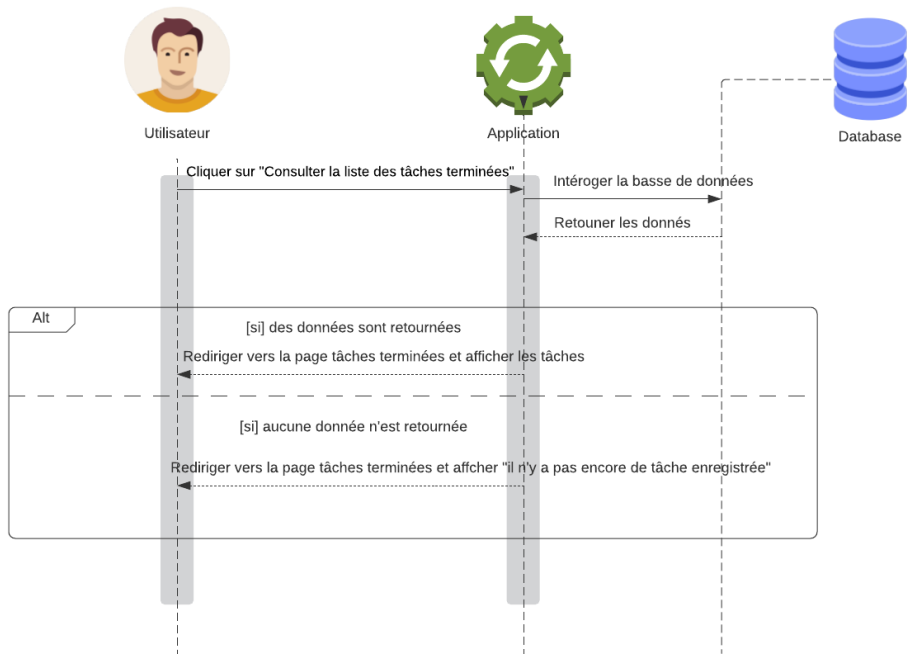 Utilisateur
Application
Database
Cliquer sur "Consulter la liste des tâches terminées"
Intéroger la basse de données
Retouner les donnés
Alt
[si] des données sont retournées
Rediriger vers la page tâches terminées et afficher les tâches
[si] aucune donnée n'est retournée
Rediriger vers la page tâches terminées et affcher "il n'y a pas encore de tâche enregistrée"